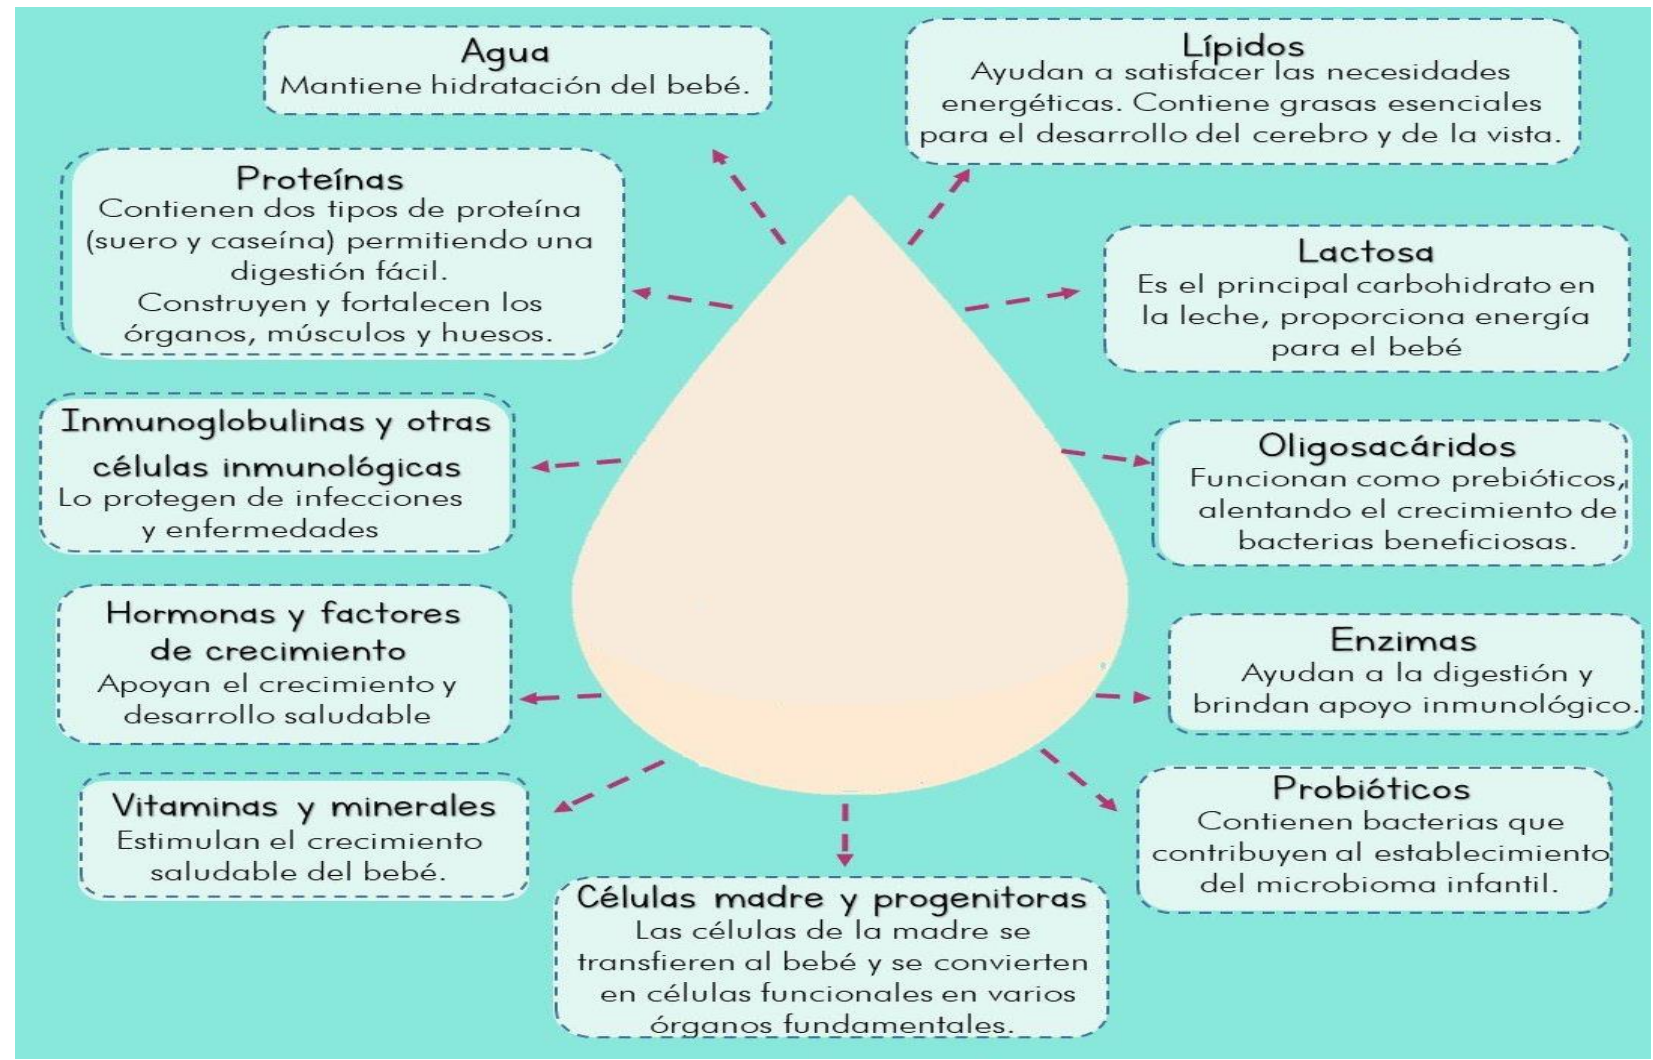 Agua
Mantiene hidratación del bebé.
Lípidos
Ayudan a satisfacer las necesidades
energéticas. Contiene grasas esenciales
para el desarrollo del cerebro y de la vista.
Proteínas
Contienen dos tipos de proteína
(suero y caseína) permitiendo una
digestión fácil.
Construyen y fortalecen los
órganos, músculos y huesos.
Lactosa
Es el principal carbohidrato en
la leche, proporciona energía
para el bebé
Inmunoglobulinas y otras
células inmunológicas
Lo protegen de infecciones
y enfermedades
Oligosacáridos
Funcionan como prebióticos,
alentando el crecimiento de
bacterias beneficiosas.
Hormonas y factores
de crecimiento
Apoyan el crecimiento y
desarrollo saludable
Enzimas
Ayudan a la digestión y
brindan apoyo inmunológico.
Vitaminas y minerales
Estimulan el crecimiento
saludable del bebé.
Probióticos
Contienen bacterias que
contribuyen al establecimiento
del microbioma infantil.
Células madre y progenitoras
Las células de la madre se
transfieren al bebé y se convierten
en células funcionales en varios
órganos fundamentales.